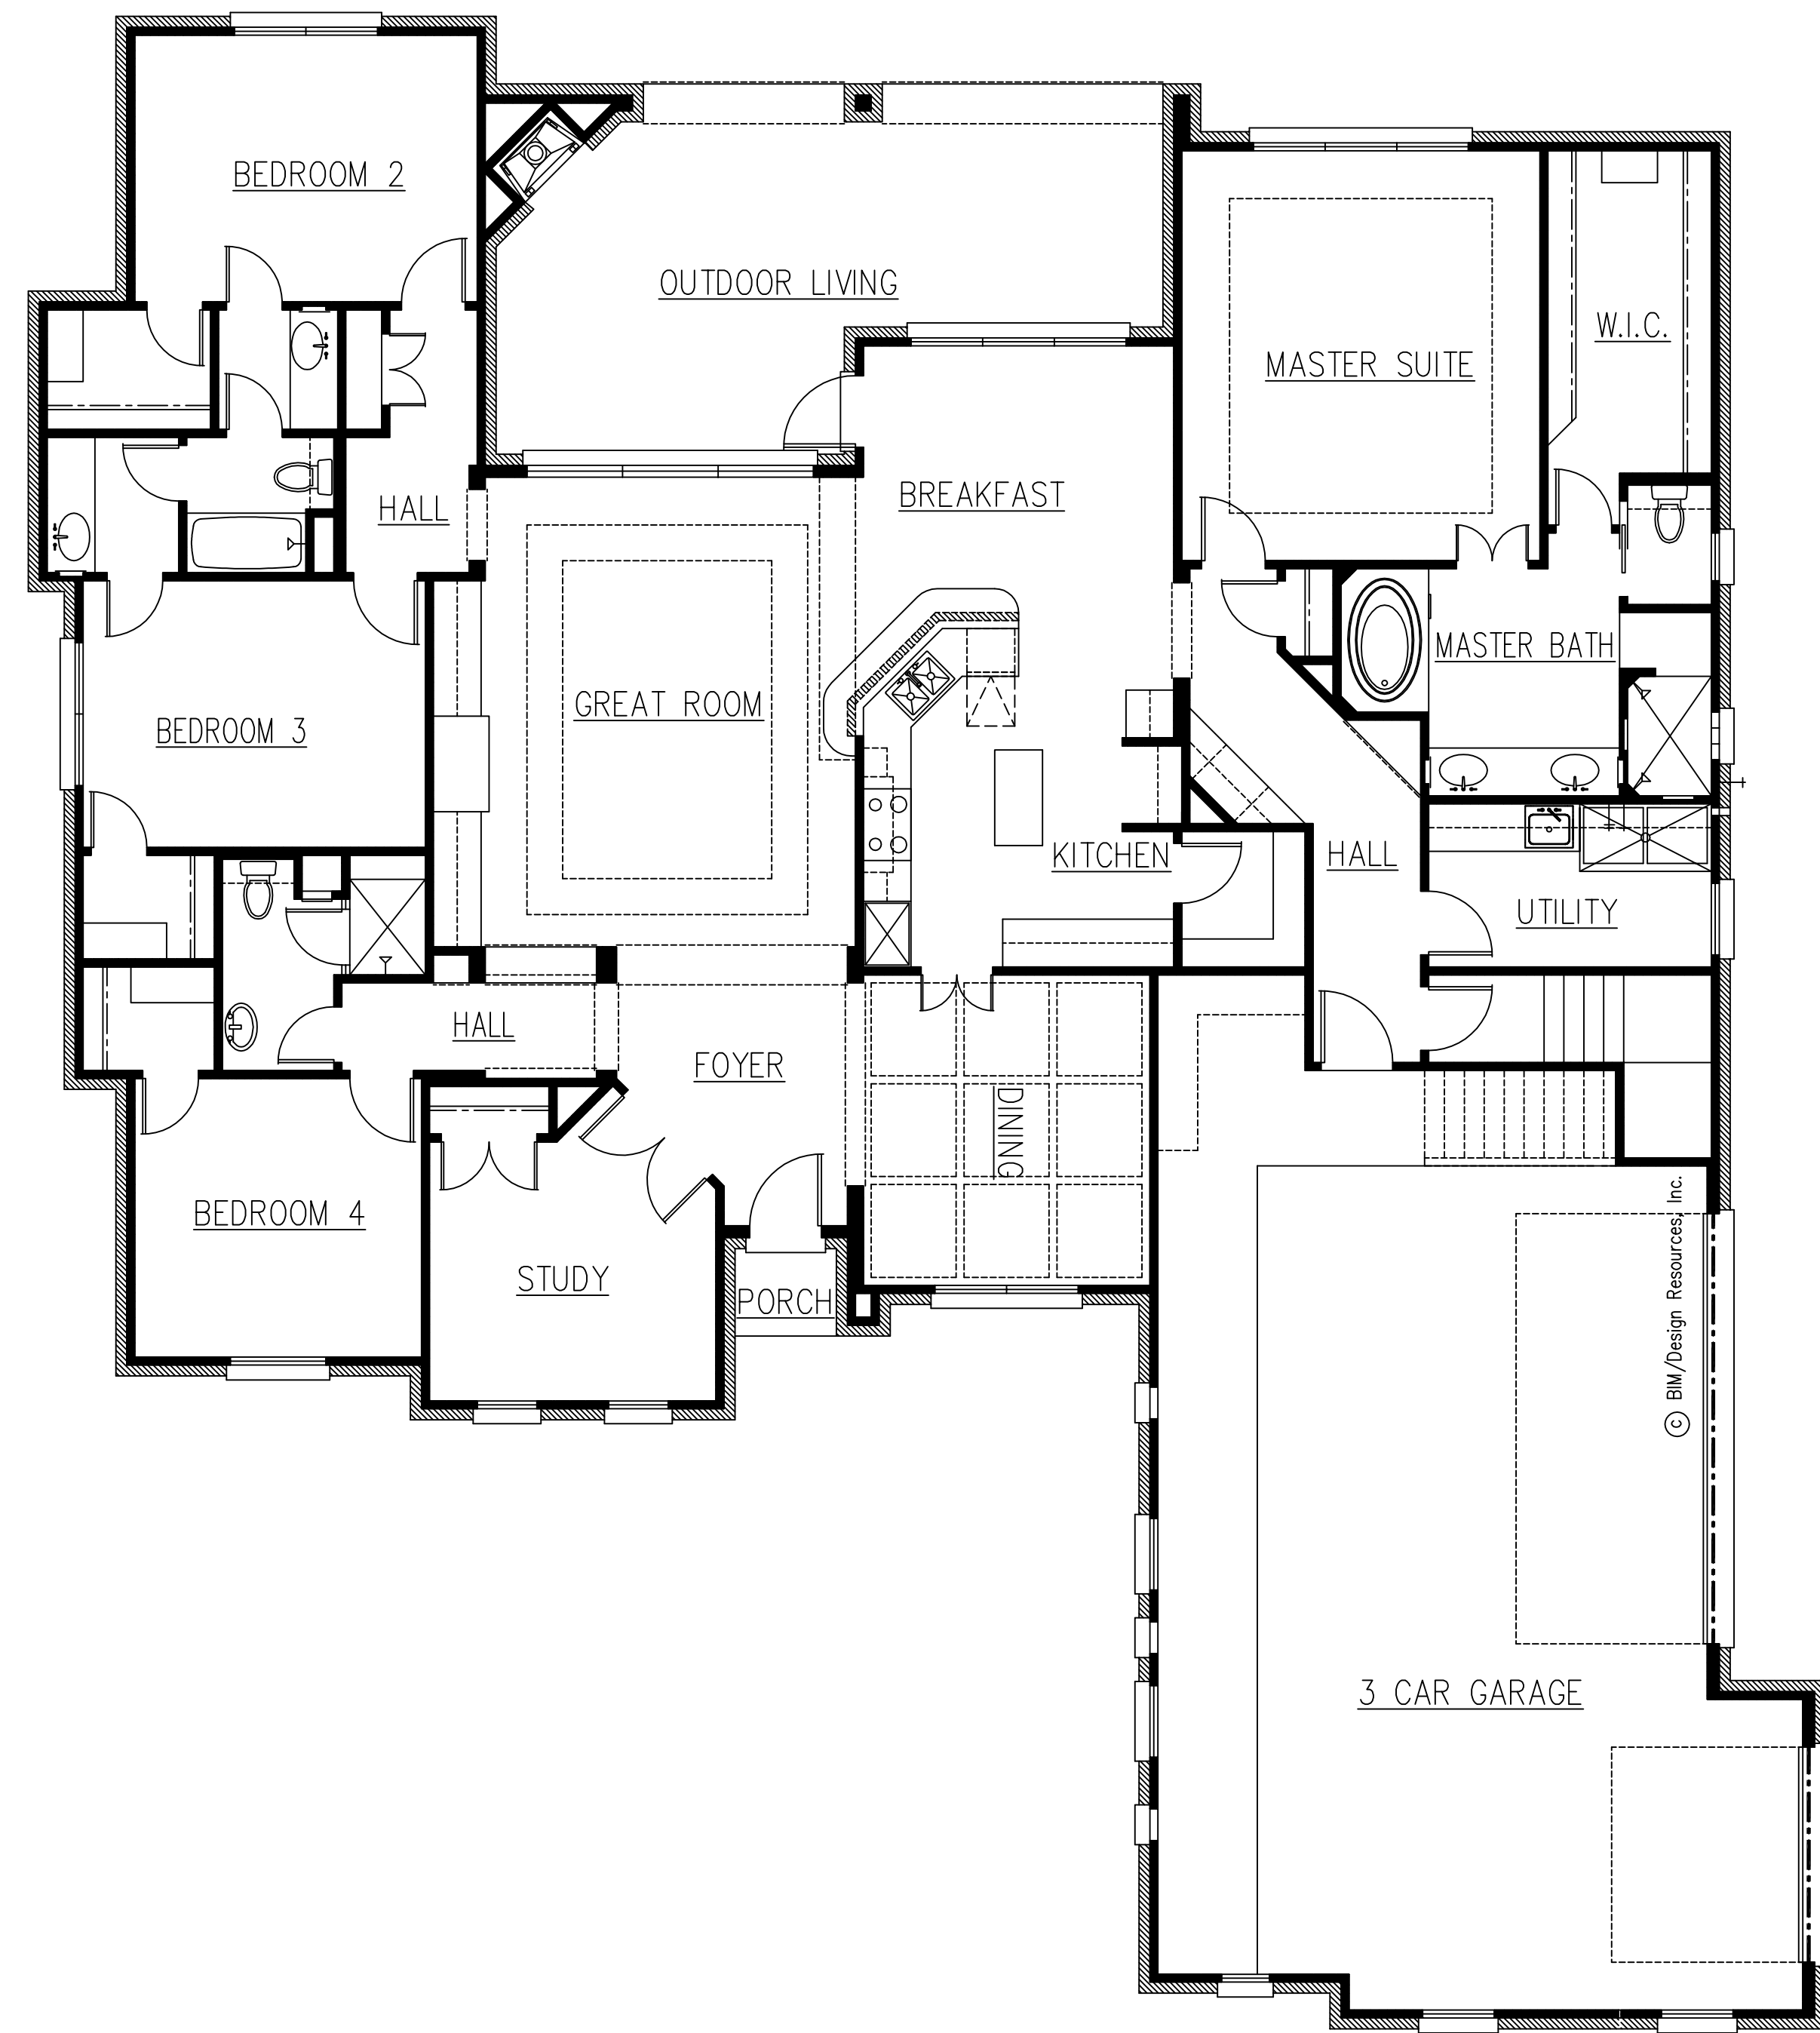 BEDROOM 2
OUTDOOR LIVING
W.I.C.
MASTER SUITE
BREAKFAST
HALL
MASTER BATH
GREAT ROOM
BEDROOM 3
KITCHEN
HALL
UTILITY
HALL
FOYER
DINING
BEDROOM 4
STUDY
PORCH
© BIM/Design Resources, Inc.
3 CAR GARAGE